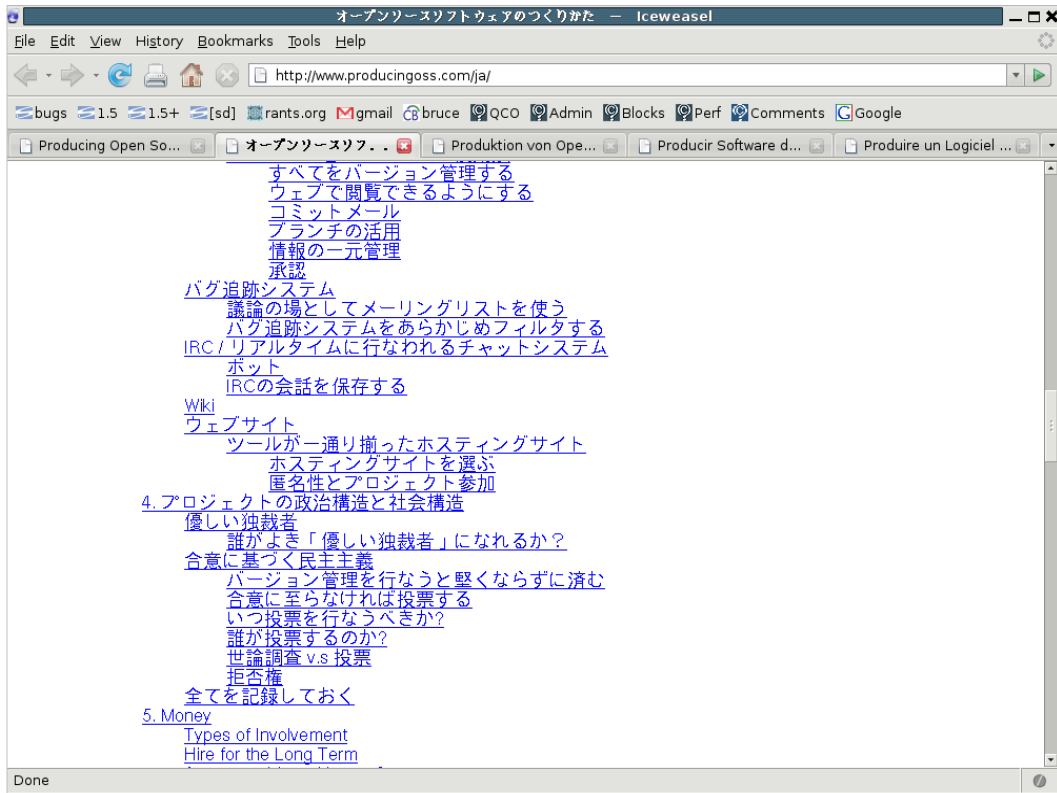 オープンソースソフトウェアのつくりかた — Iceweasel
File Edit View History Bookmarks Tools Help
http://www.producingoss.com/ja/
bugs 1.5 1.5+ [sd] rants.org gmail bruce QCO Admin Blocks Perf Comments Google
Producing Open So... オープンソースソフ... Produktion von Ope... Producir Software d... Produire un Logiciel ...
すべてをバージョン管理する
ウェブで閲覧できるようにする
コミットメール
ブランチの活用
情報の一元管理
承認
バグ追跡システム
議論の場としてメーリングリストを使う
バグ追跡システムをあらかじめフィルタする
IRC / リアルタイムに行なわれるチャットシステム
ボット
IRCの会話を保存する
Wiki
ウェブサイト
ツールが一通り揃ったホスティングサイト
ホスティングサイトを選ぶ
匿名性とプロジェクト参加
4. プロジェクトの政治構造と社会構造
優しい独裁者
誰がよき「優しい独裁者」になれるか？
合意に基づく民主主義
バージョン管理を行なうと堅くならずに済む
合意に至らなければ投票する
いつ投票を行なうべきか?
誰が投票するのか?
世論調査 v.s 投票
拒否権
全てを記録しておく
5. Money
Types of Involvement
Hire for the Long Term
Done